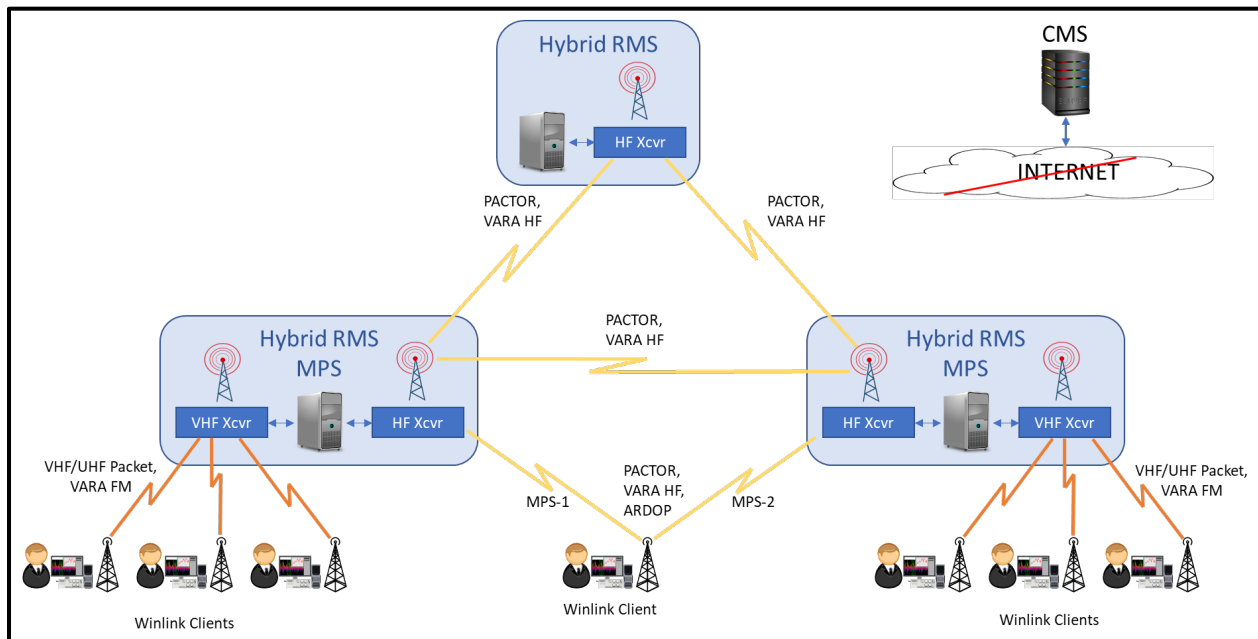 Hybrid RMS
HF Xcvr
CMS
INTERNET
PACTOR,
VARA HF
PACTOR,
VARA HF
Hybrid RMS
MPS
VHF Xcvr
HF Xcvr
PACTOR,
VARA HF
Hybrid RMS
MPS
HF Xcvr
VHF Xcvr
VHF/UHF Packet,
VARA FM
MPS-1
PACTOR,
VARA HF,
ARDOP
MPS-2
VHF/UHF Packet,
VARA FM
Winlink Clients
Winlink Client
Winlink Clients